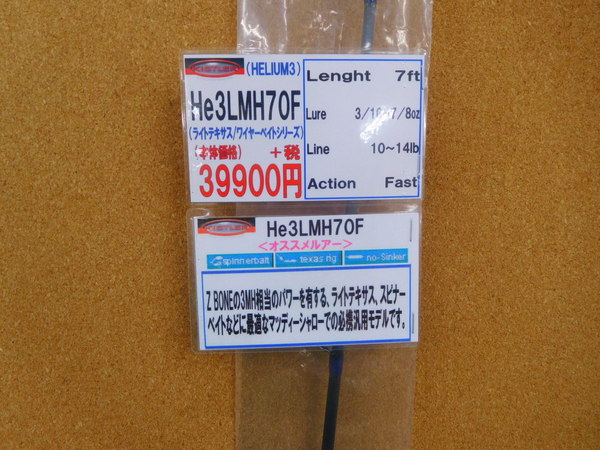 KISTLER
(HELIUM3)
He3LMH70F
(ライトテキサス/ワイヤーベイトシリーズ)
(本体価格) +税
39900円
Lenght 7ft
Lure 3/16~7/8oz
Line 10~14lb
Action Fast
KISTLER
He3LMH70F
<オススメルアー>
spinnerbait texas rig no-Sinker
Z BONEの3MH相当のパワーを有する、ライトテキサス、スピナー
ベイトなどに最適なマッディーシャローでの必携汎用モデルです。